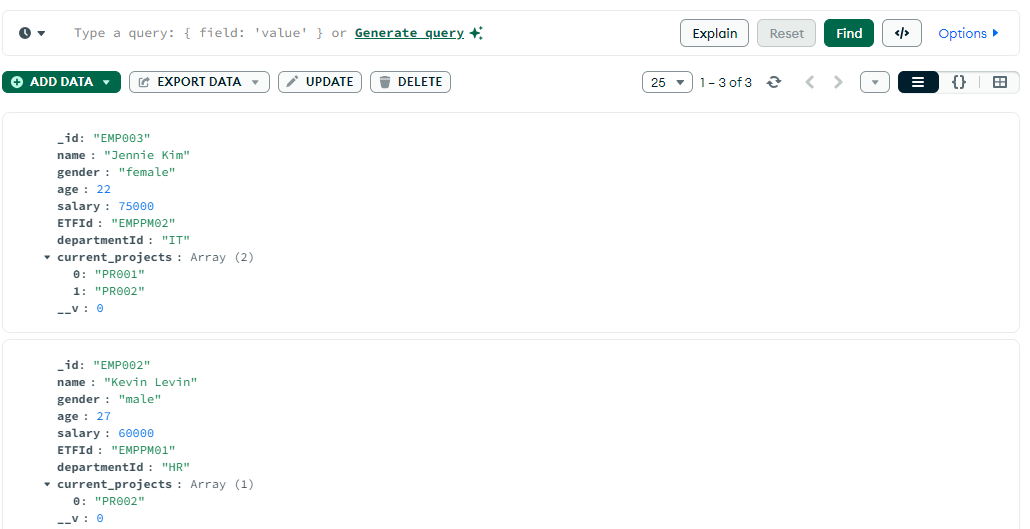 Type a query: { field: 'value' } or Generate query Explain Reset Find </> Options
ADD DATA EXPORT DATA UPDATE DELETE 25 1 – 3 of 3 {}
_id: "EMP003"
name : "Jennie Kim"
gender : "female"
age : 22
salary : 75000
ETFId : "EMPPM02"
departmentId : "IT"
current_projects : Array (2)
0: "PR001"
1: "PR002"
__v : 0
_id: "EMP002"
name : "Kevin Levin"
gender : "male"
age : 27
salary : 60000
ETFId : "EMPPM01"
departmentId : "HR"
current_projects : Array (1)
0: "PR002"
__v : 0